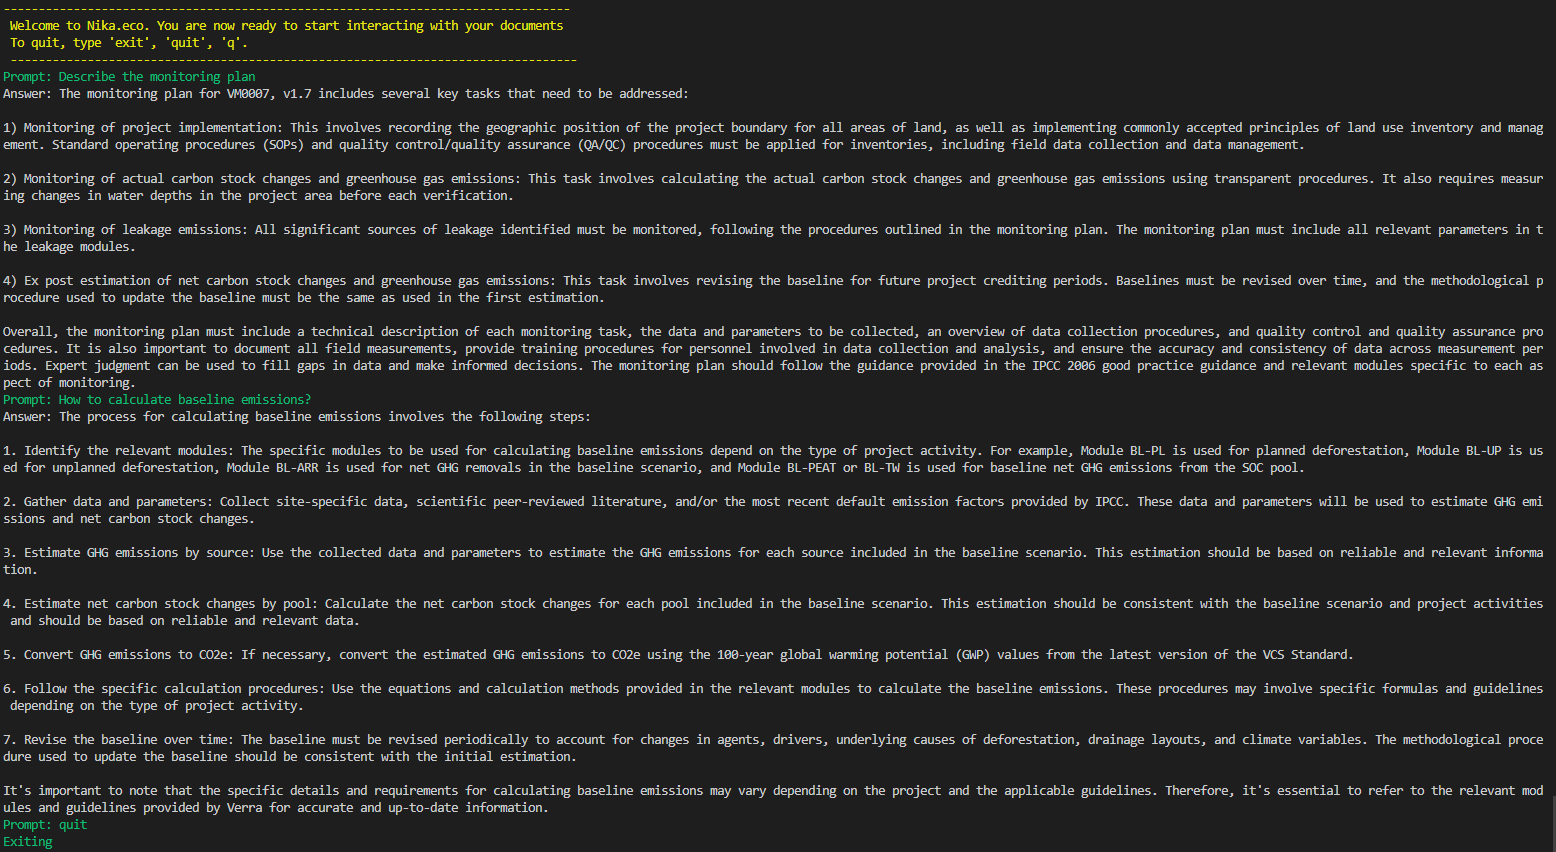 ---------------------------------------------------------------------------------
Welcome to Nika.eco. You are now ready to start interacting with your documents
To quit, type 'exit', 'quit', 'q'.
---------------------------------------------------------------------------------
Prompt: Describe the monitoring plan
Answer: The monitoring plan for VM0007, v1.7 includes several key tasks that need to be addressed:

1) Monitoring of project implementation: This involves recording the geographic position of the project boundary for all areas of land, as well as implementing commonly accepted principles of land use inventory and manag
ement. Standard operating procedures (SOPs) and quality control/quality assurance (QA/QC) procedures must be applied for inventories, including field data collection and data management.

2) Monitoring of actual carbon stock changes and greenhouse gas emissions: This task involves calculating the actual carbon stock changes and greenhouse gas emissions using transparent procedures. It also requires measur
ing changes in water depths in the project area before each verification.

3) Monitoring of leakage emissions: All significant sources of leakage identified must be monitored, following the procedures outlined in the monitoring plan. The monitoring plan must include all relevant parameters in t
he leakage modules.

4) Ex post estimation of net carbon stock changes and greenhouse gas emissions: This task involves revising the baseline for future project crediting periods. Baselines must be revised over time, and the methodological p
rocedure used to update the baseline must be the same as used in the first estimation.

Overall, the monitoring plan must include a technical description of each monitoring task, the data and parameters to be collected, an overview of data collection procedures, and quality control and quality assurance pro
cedures. It is also important to document all field measurements, provide training procedures for personnel involved in data collection and analysis, and ensure the accuracy and consistency of data across measurement per
iods. Expert judgment can be used to fill gaps in data and make informed decisions. The monitoring plan should follow the guidance provided in the IPCC 2006 good practice guidance and relevant modules specific to each as
pect of monitoring.
Prompt: How to calculate baseline emissions?
Answer: The process for calculating baseline emissions involves the following steps:

1. Identify the relevant modules: The specific modules to be used for calculating baseline emissions depend on the type of project activity. For example, Module BL-PL is used for planned deforestation, Module BL-UP is us
ed for unplanned deforestation, Module BL-ARR is used for net GHG removals in the baseline scenario, and Module BL-PEAT or BL-TW is used for baseline net GHG emissions from the SOC pool.

2. Gather data and parameters: Collect site-specific data, scientific peer-reviewed literature, and/or the most recent default emission factors provided by IPCC. These data and parameters will be used to estimate GHG emi
ssions and net carbon stock changes.

3. Estimate GHG emissions by source: Use the collected data and parameters to estimate the GHG emissions for each source included in the baseline scenario. This estimation should be based on reliable and relevant informa
tion.

4. Estimate net carbon stock changes by pool: Calculate the net carbon stock changes for each pool included in the baseline scenario. This estimation should be consistent with the baseline scenario and project activities
and should be based on reliable and relevant data.

5. Convert GHG emissions to CO2e: If necessary, convert the estimated GHG emissions to CO2e using the 100-year global warming potential (GWP) values from the latest version of the VCS Standard.

6. Follow the specific calculation procedures: Use the equations and calculation methods provided in the relevant modules to calculate the baseline emissions. These procedures may involve specific formulas and guidelines
depending on the type of project activity.

7. Revise the baseline over time: The baseline must be revised periodically to account for changes in agents, drivers, underlying causes of deforestation, drainage layouts, and climate variables. The methodological proce
dure used to update the baseline should be consistent with the initial estimation.

It's important to note that the specific details and requirements for calculating baseline emissions may vary depending on the project and the applicable guidelines. Therefore, it's essential to refer to the relevant mod
ules and guidelines provided by Verra for accurate and up-to-date information.
Prompt: quit
Exiting